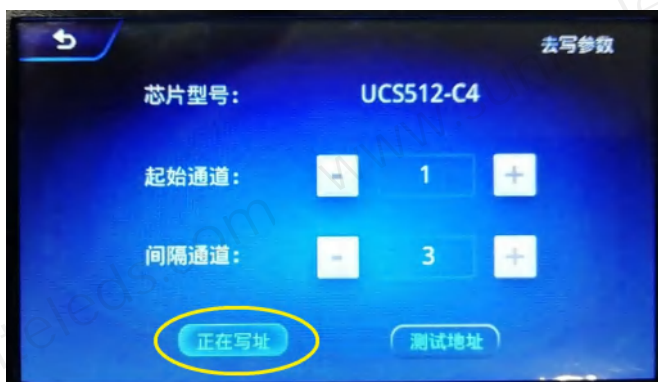 去写参数
芯片型号: UCS512-C4
起始通道: - 1 +
间隔通道: - 3 +
正在写址 测试地址